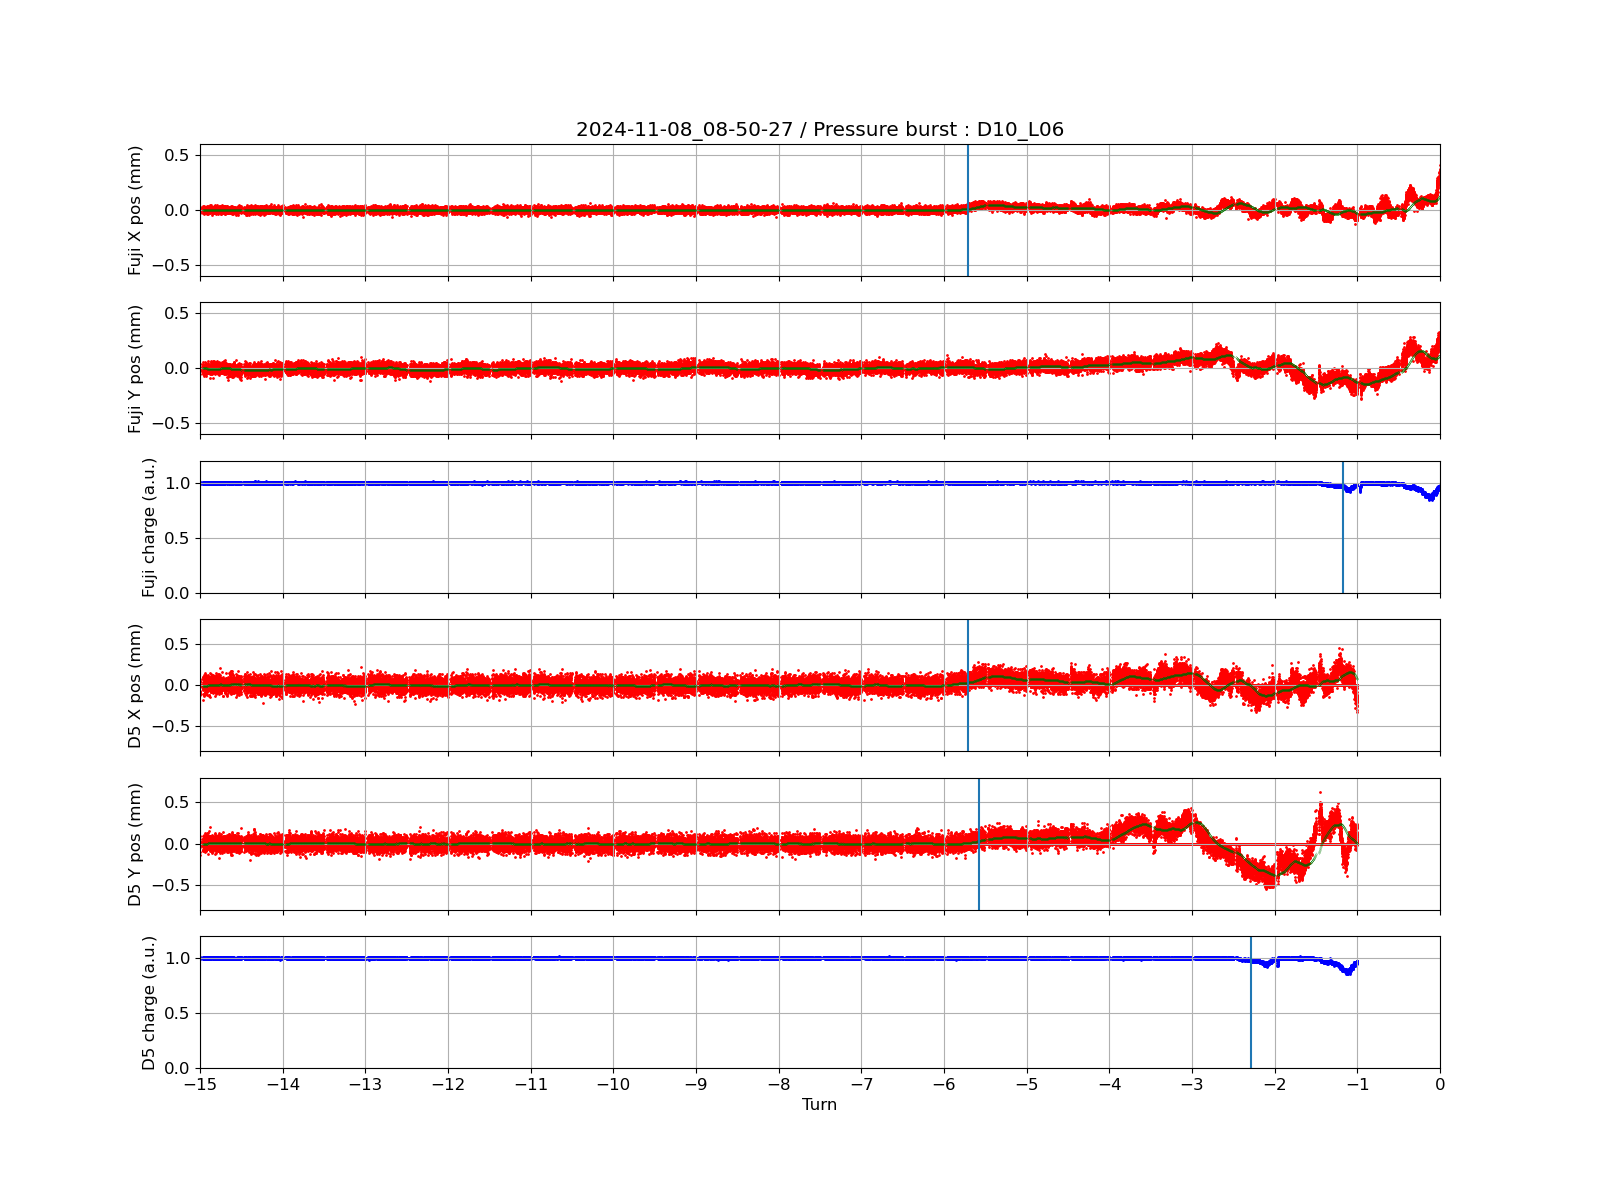 2024-11-08_08-50-27 / Pressure burst : D10_L06
Fuji X pos (mm)
0.5
0.0
−0.5
Fuji Y pos (mm)
0.5
0.0
−0.5
Fuji charge (a.u.)
1.0
0.5
0.0
D5 X pos (mm)
0.5
0.0
−0.5
D5 Y pos (mm)
0.5
0.0
−0.5
D5 charge (a.u.)
1.0
0.5
0.0
−15 −14 −13 −12 −11 −10 −9 −8 −7 −6 −5 −4 −3 −2 −1 0
Turn